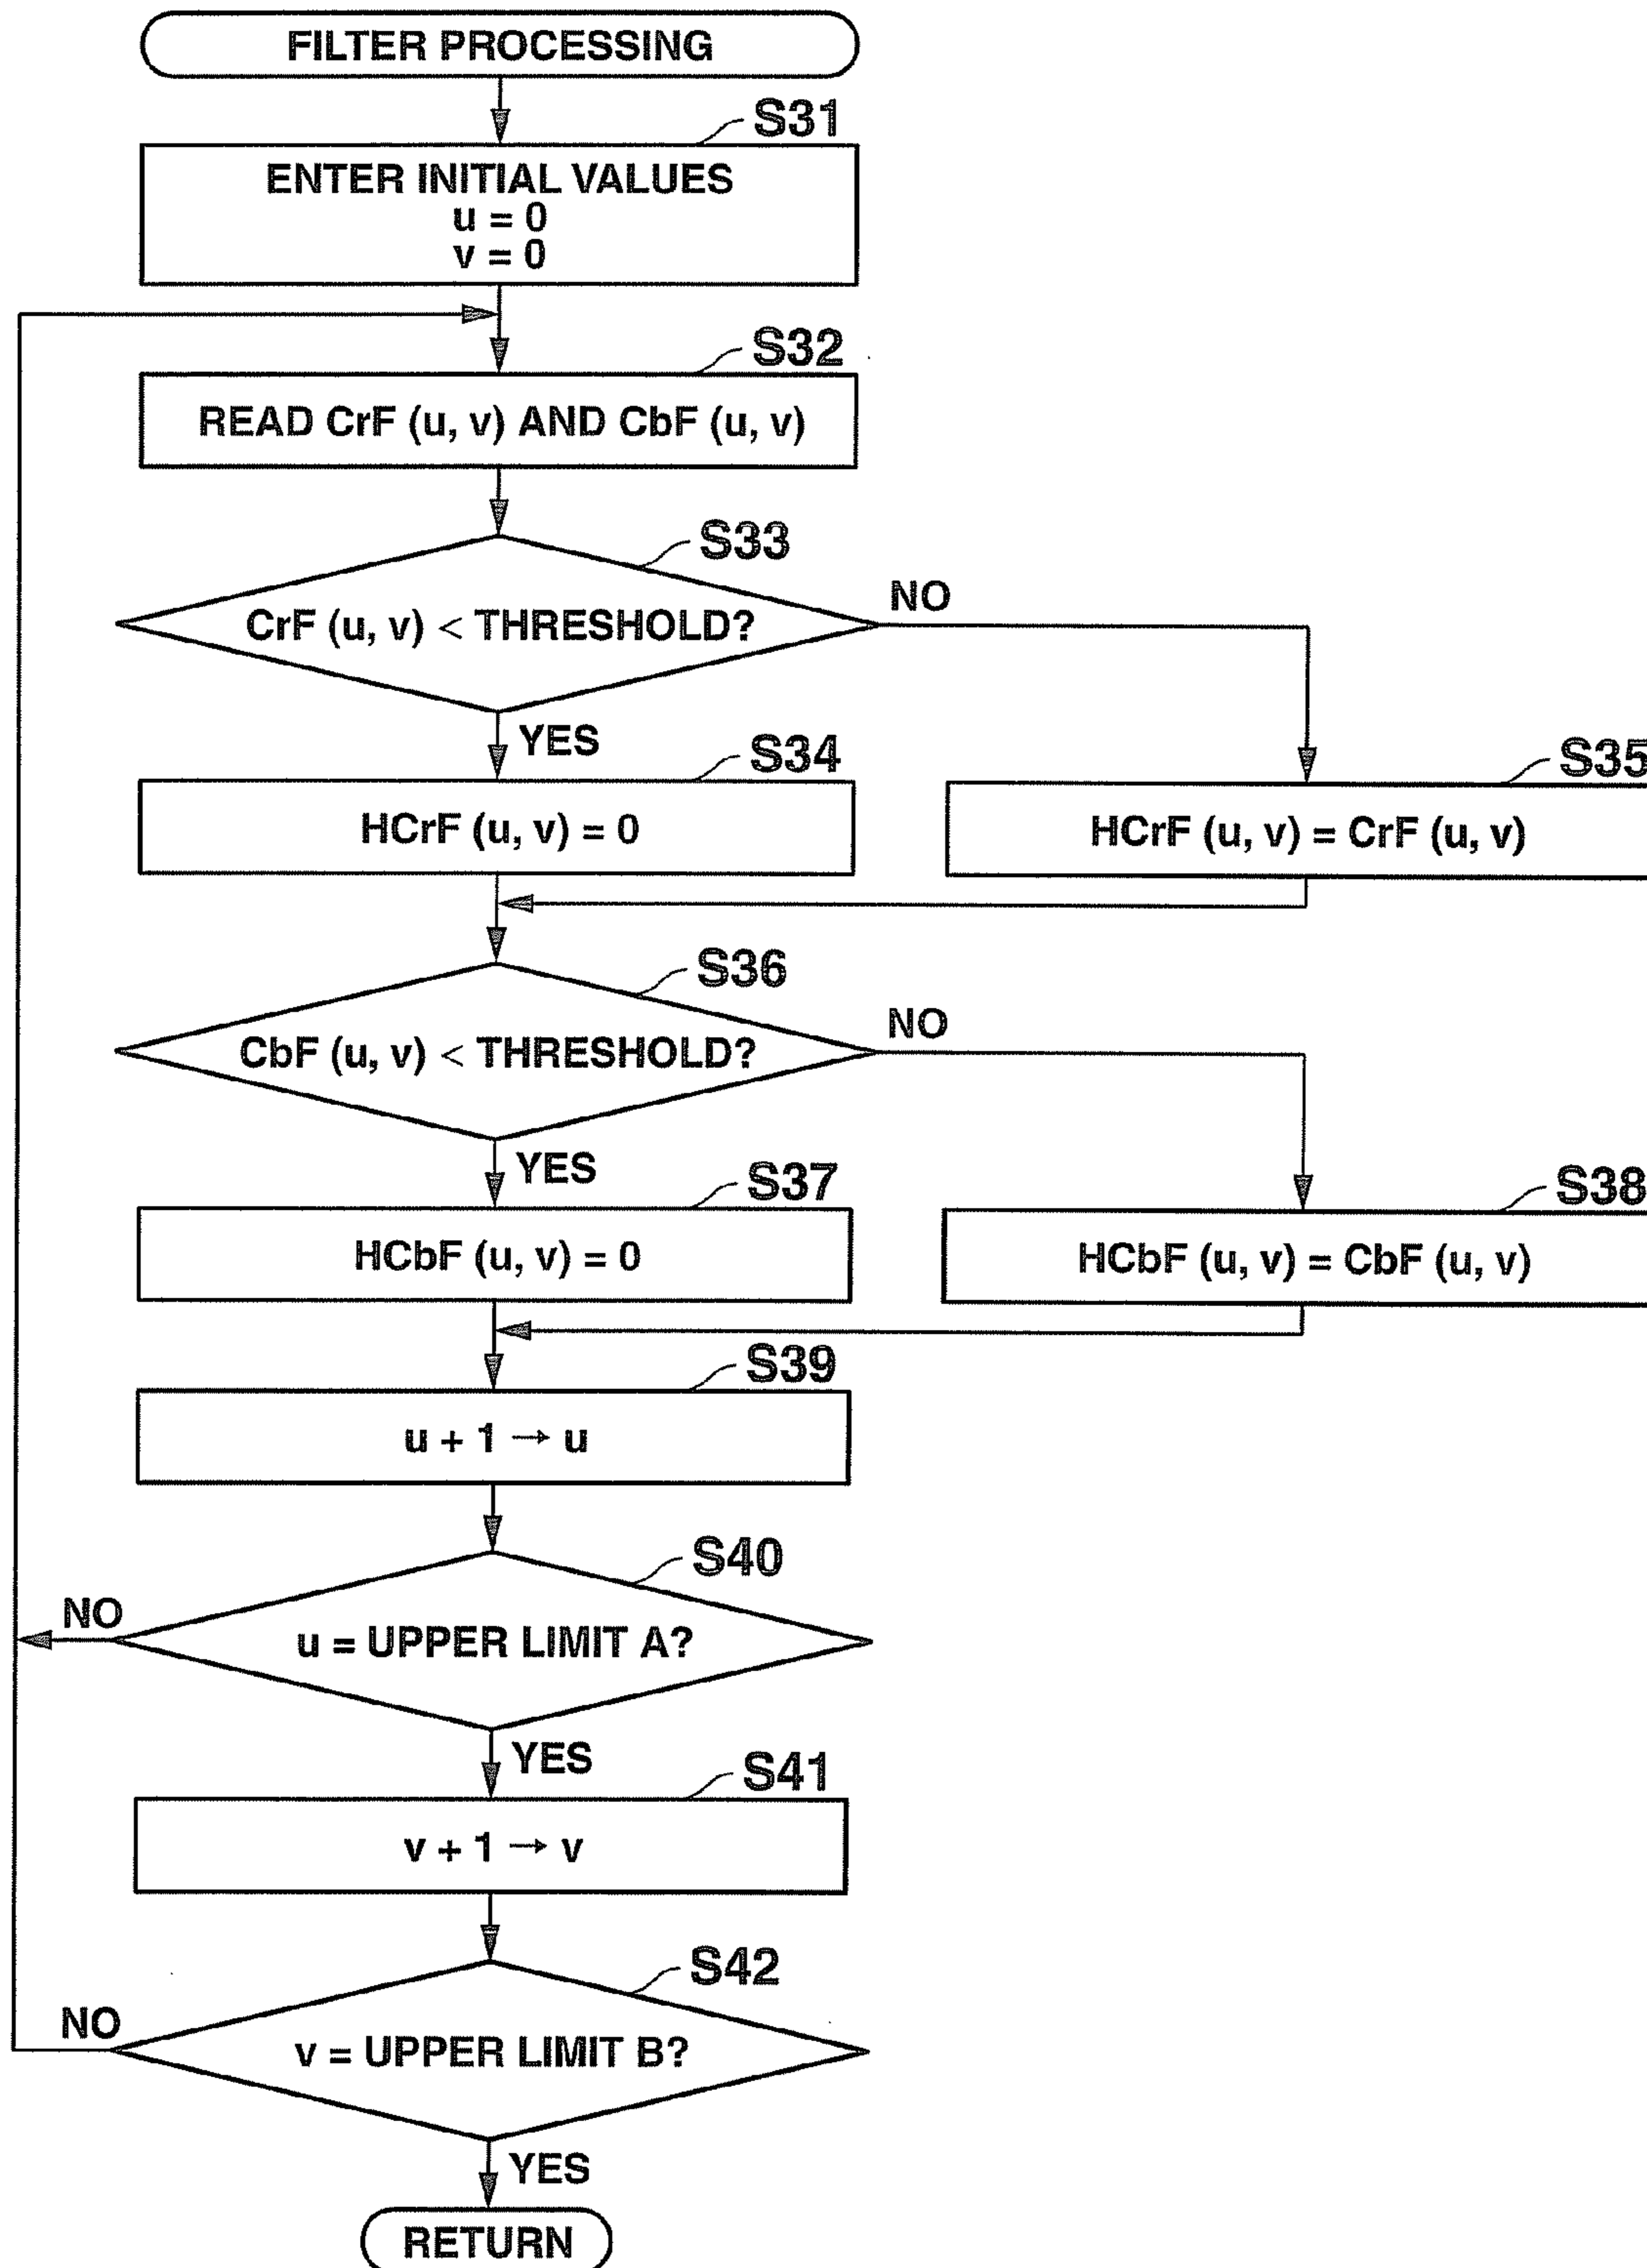 FILTER PROCESSING
S31
ENTER INITIAL VALUES
u = 0
v = 0
S32
READ CrF (u, v) AND CbF (u, v)
S33
CrF (u, v) < THRESHOLD?
NO
YES
S34
HCrF (u, v) = 0
S35
HCrF (u, v) = CrF (u, v)
S36
CbF (u, v) < THRESHOLD?
NO
YES
S37
HCbF (u, v) = 0
S38
HCbF (u, v) = CbF (u, v)
S39
u + 1 → u
S40
NO
u = UPPER LIMIT A?
YES
S41
v + 1 → v
S42
NO
v = UPPER LIMIT B?
YES
RETURN